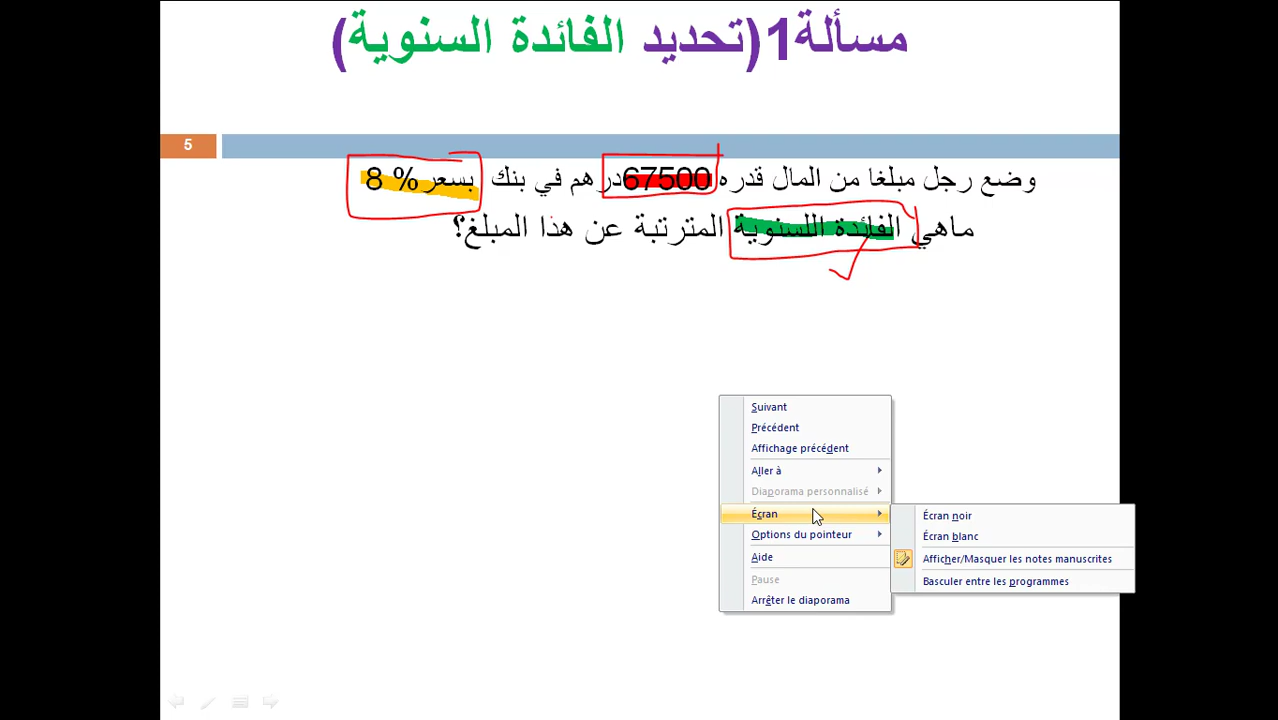 مسألة1(تحديد الفائدة السنوية)
5
وضع رجل مبلغا من المال قدره 67500درهم في بنك بسعر% 8
ماهي الفائدة اللسنوية المترتبة عن هذا المبلغ؟
Suivant
Précédent
Affichage précédent
Aller à
Diaporama personnalisé
Écran
Options du pointeur
Aide
Pause
Arrêter le diaporama
Écran noir
Écran blanc
Afficher/Masquer les notes manuscrites
Basculer entre les programmes